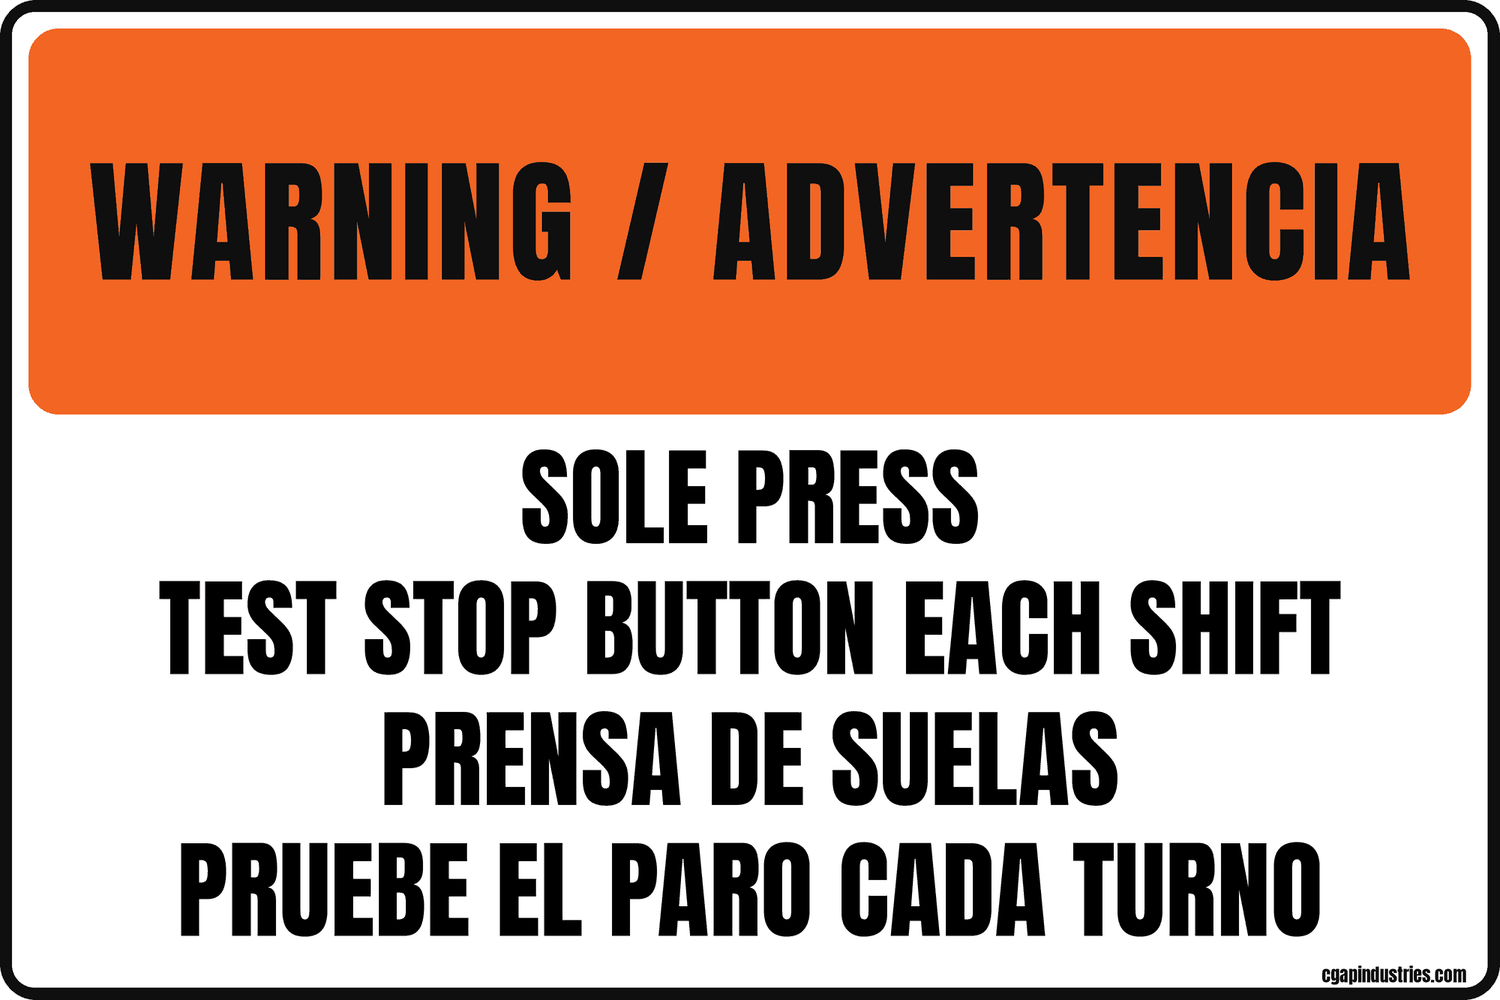 WARNING / ADVERTENCIA
SOLE PRESS
TEST STOP BUTTON EACH SHIFT
PRENSA DE SUELAS
PRUEBE EL PARO CADA TURNO
cgapindustries.com